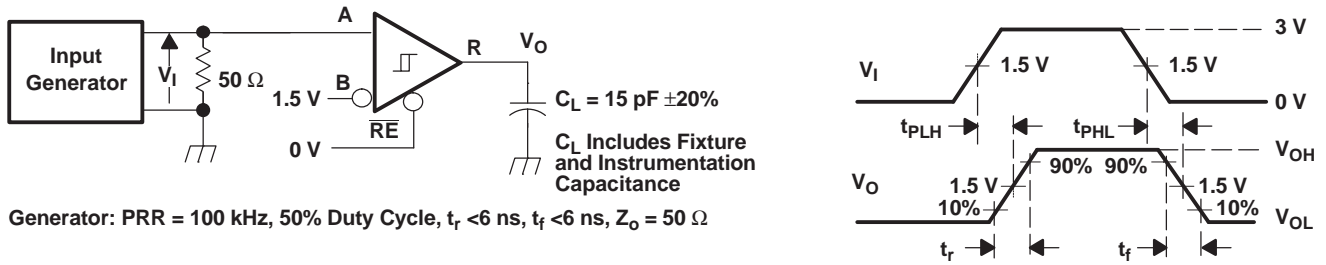 Input
Generator
V_I
50 Ω
A
B
1.5 V
0 V
RE
R
V_O
C_L = 15 pF ±20%
C_L Includes Fixture
and Instrumentation
Capacitance
Generator: PRR = 100 kHz, 50% Duty Cycle, t_r <6 ns, t_f <6 ns, Z_o = 50 Ω
V_I
3 V
1.5 V
1.5 V
0 V
t_PLH
t_PHL
V_O
V_OH
90% 90%
1.5 V
1.5 V
10%
10%
V_OL
t_r
t_f